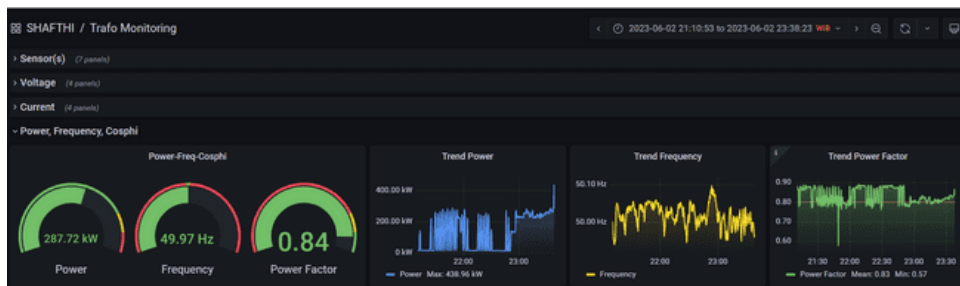 SHAFTHI / Trafo Monitoring
2023-06-02 21:10:53 to 2023-06-02 23:38:23 WIB
Sensor(s) (7 panels)
Voltage (4 panels)
Current (4 panels)
Power, Frequency, Cosphi
Power-Freq-Cosphi
287.72 kW
Power
49.97 Hz
Frequency
0.84
Power Factor
Trend Power
400.00 kW
200.00 kW
0 kW
22:00 23:00
Power Max: 438.96 kW
Trend Frequency
50.10 Hz
50.00 Hz
22:00 23:00
Frequency
i
Trend Power Factor
0.90
0.80
0.70
0.60
21:30 22:00 22:30 23:00 23:30
Power Factor Mean: 0.83 Min: 0.57